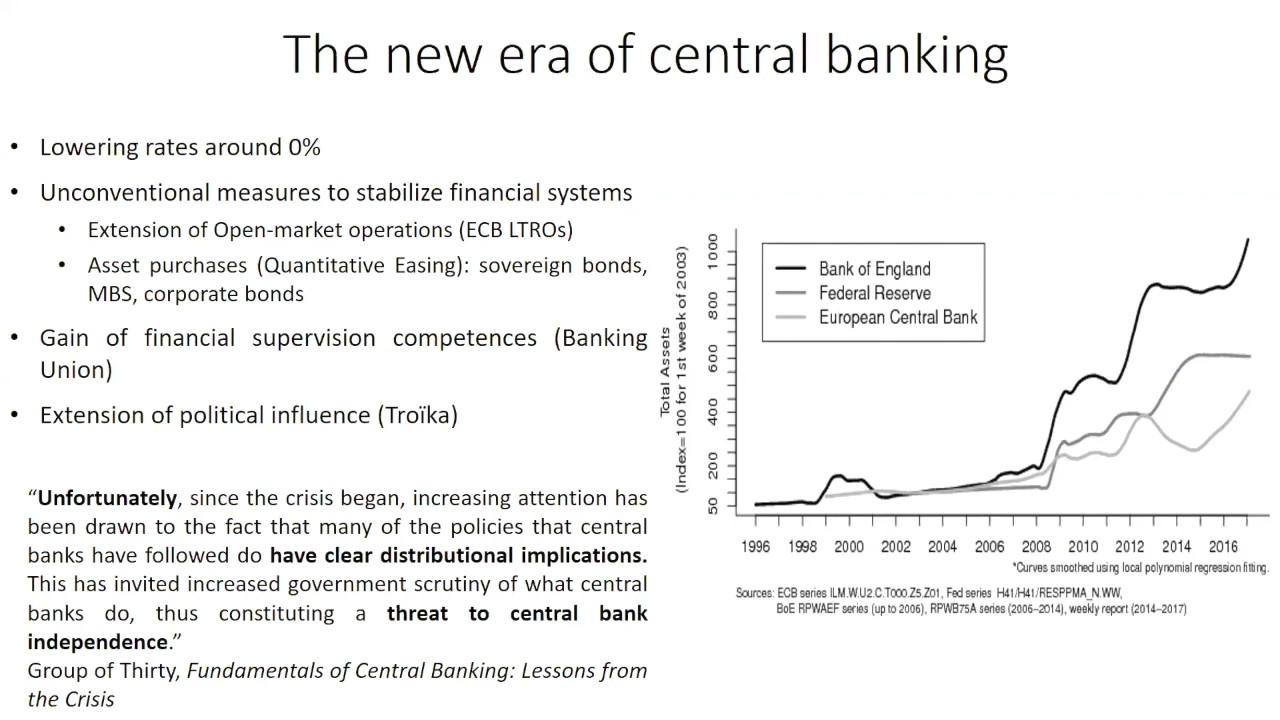 The new era of central banking
• Lowering rates around 0%
• Unconventional measures to stabilize financial systems
• Extension of Open-market operations (ECB LTROs)
• Asset purchases (Quantitative Easing): sovereign bonds,
MBS, corporate bonds
• Gain of financial supervision competences (Banking
Union)
• Extension of political influence (Troïka)
“Unfortunately, since the crisis began, increasing attention has
been drawn to the fact that many of the policies that central
banks have followed do have clear distributional implications.
This has invited increased government scrutiny of what central
banks do, thus constituting a threat to central bank
independence.”
Group of Thirty, Fundamentals of Central Banking: Lessons from
the Crisis
Total Assets
(Index=100 for 1st week of 2003)
1000
800
600
400
200
50
Bank of England
Federal Reserve
European Central Bank
1996 1998 2000 2002 2004 2006 2008 2010 2012 2014 2016
*Curves smoothed using local polynomial regression fitting.
Sources: ECB series ILM.W.U2.C.T000.Z5.Z01, Fed series H41/H41/RESPPMA_N.WW,
BoE RPWAEF series (up to 2006), RPWB75A series (2006–2014), weekly report (2014–2017)